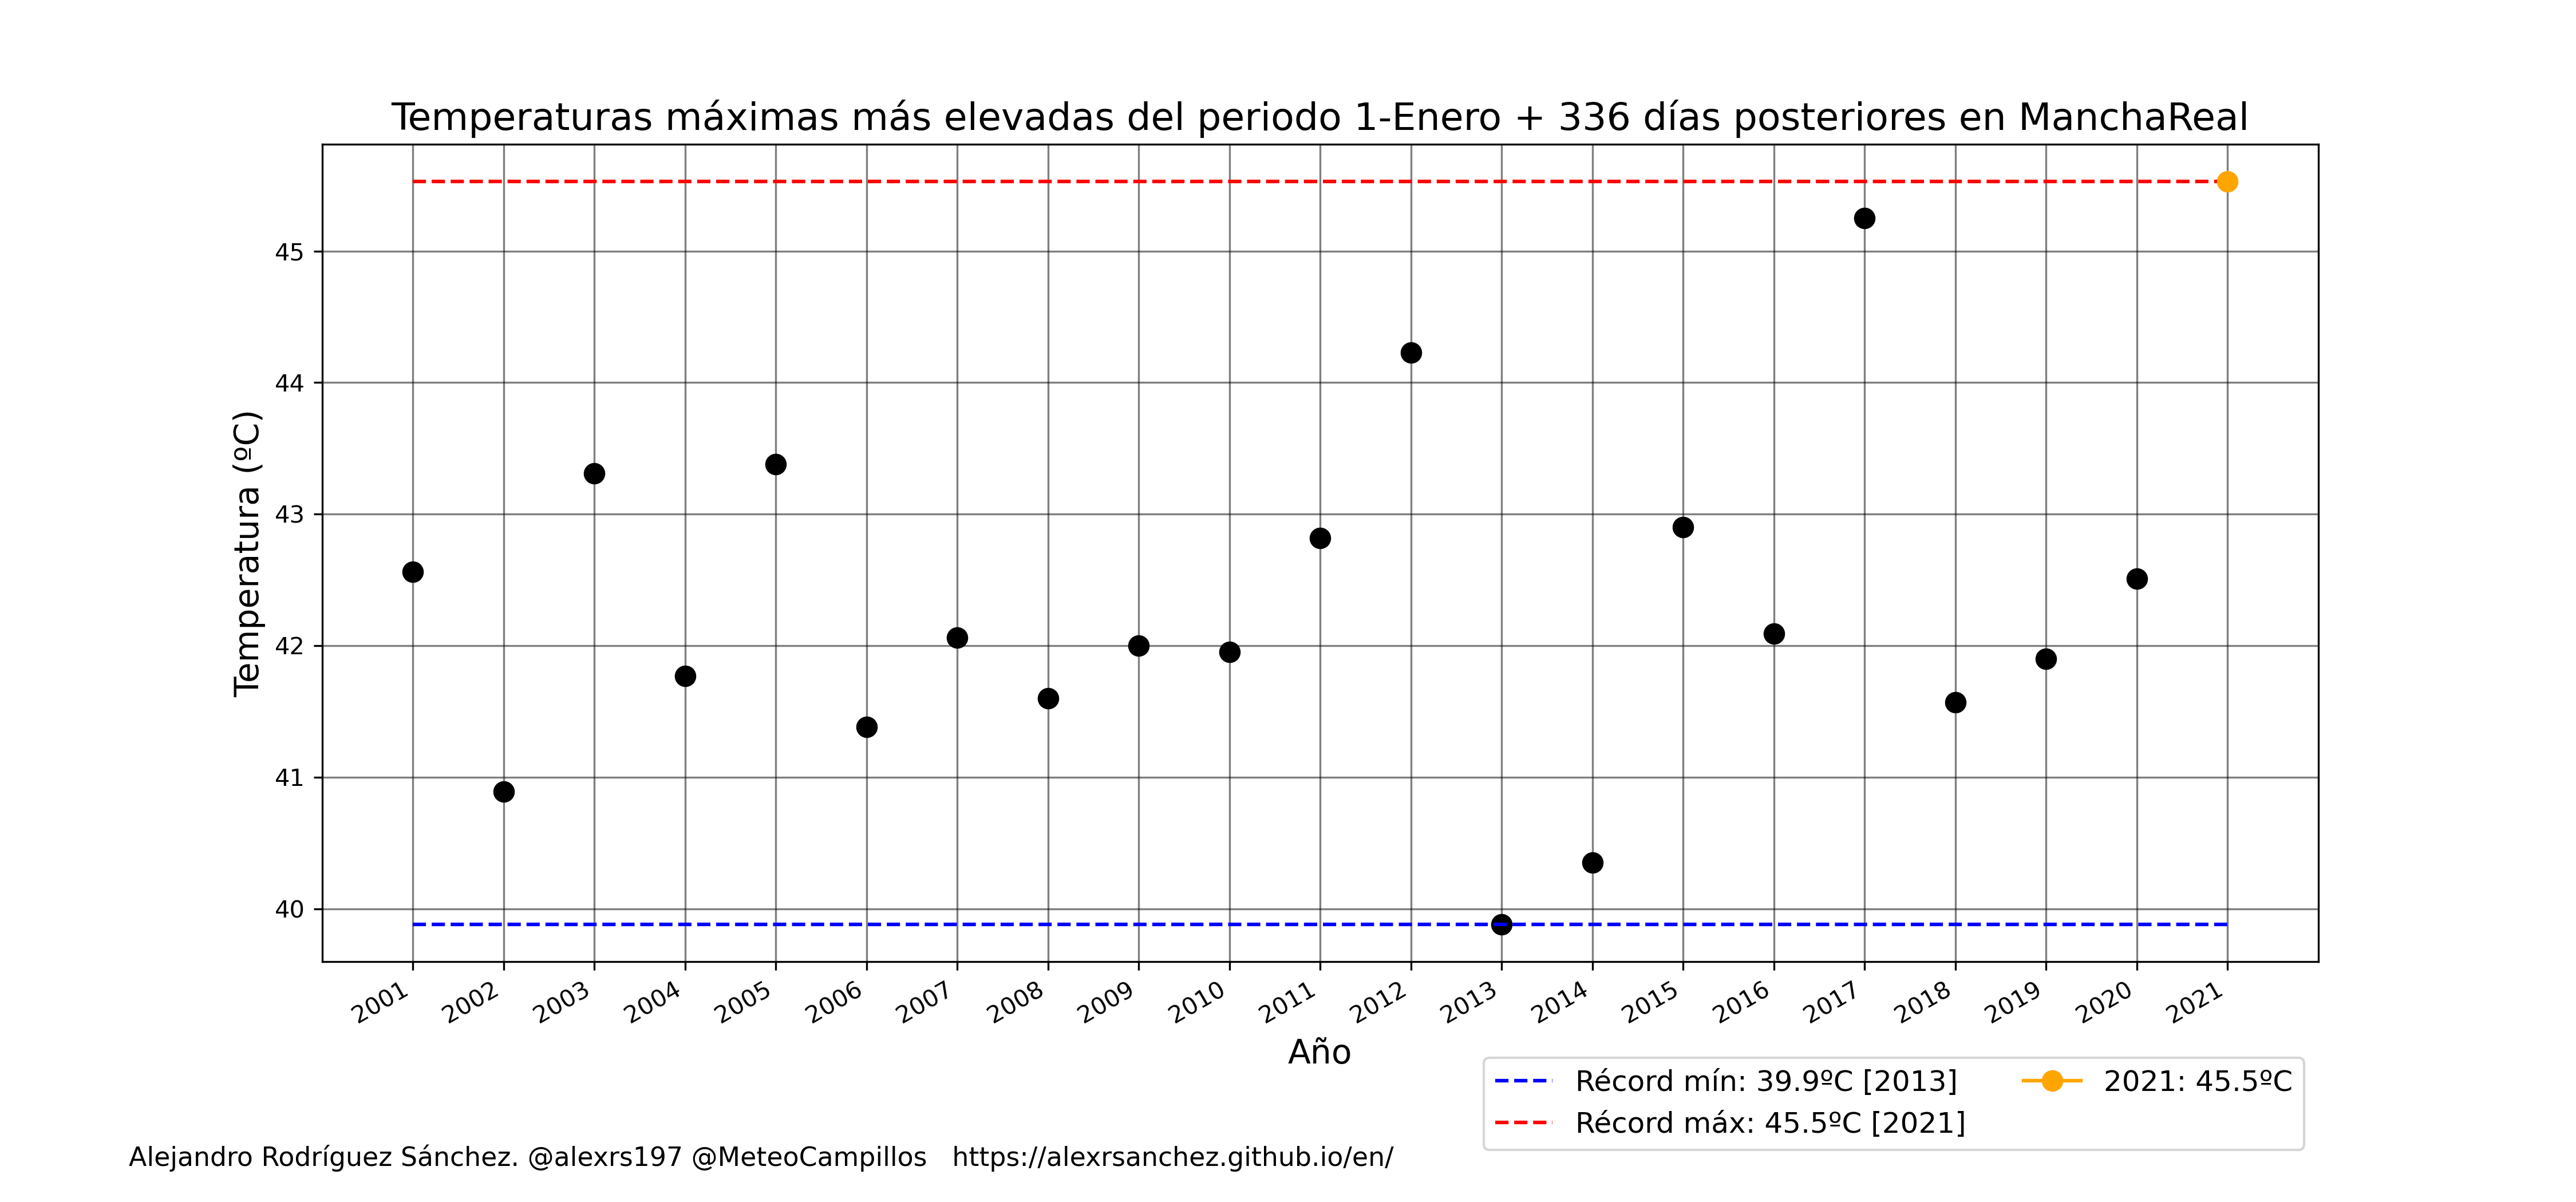 Temperaturas máximas más elevadas del periodo 1-Enero + 336 días posteriores en ManchaReal
Temperatura (ºC)
45
44
43
42
41
40
2001 2002 2003 2004 2005 2006 2007 2008 2009 2010 2011 2012 2013 2014 2015 2016 2017 2018 2019 2020 2021
Año
Récord mín: 39.9ºC [2013]
Récord máx: 45.5ºC [2021]
2021: 45.5ºC
Alejandro Rodríguez Sánchez. @alexrs197 @MeteoCampillos https://alexrsanchez.github.io/en/